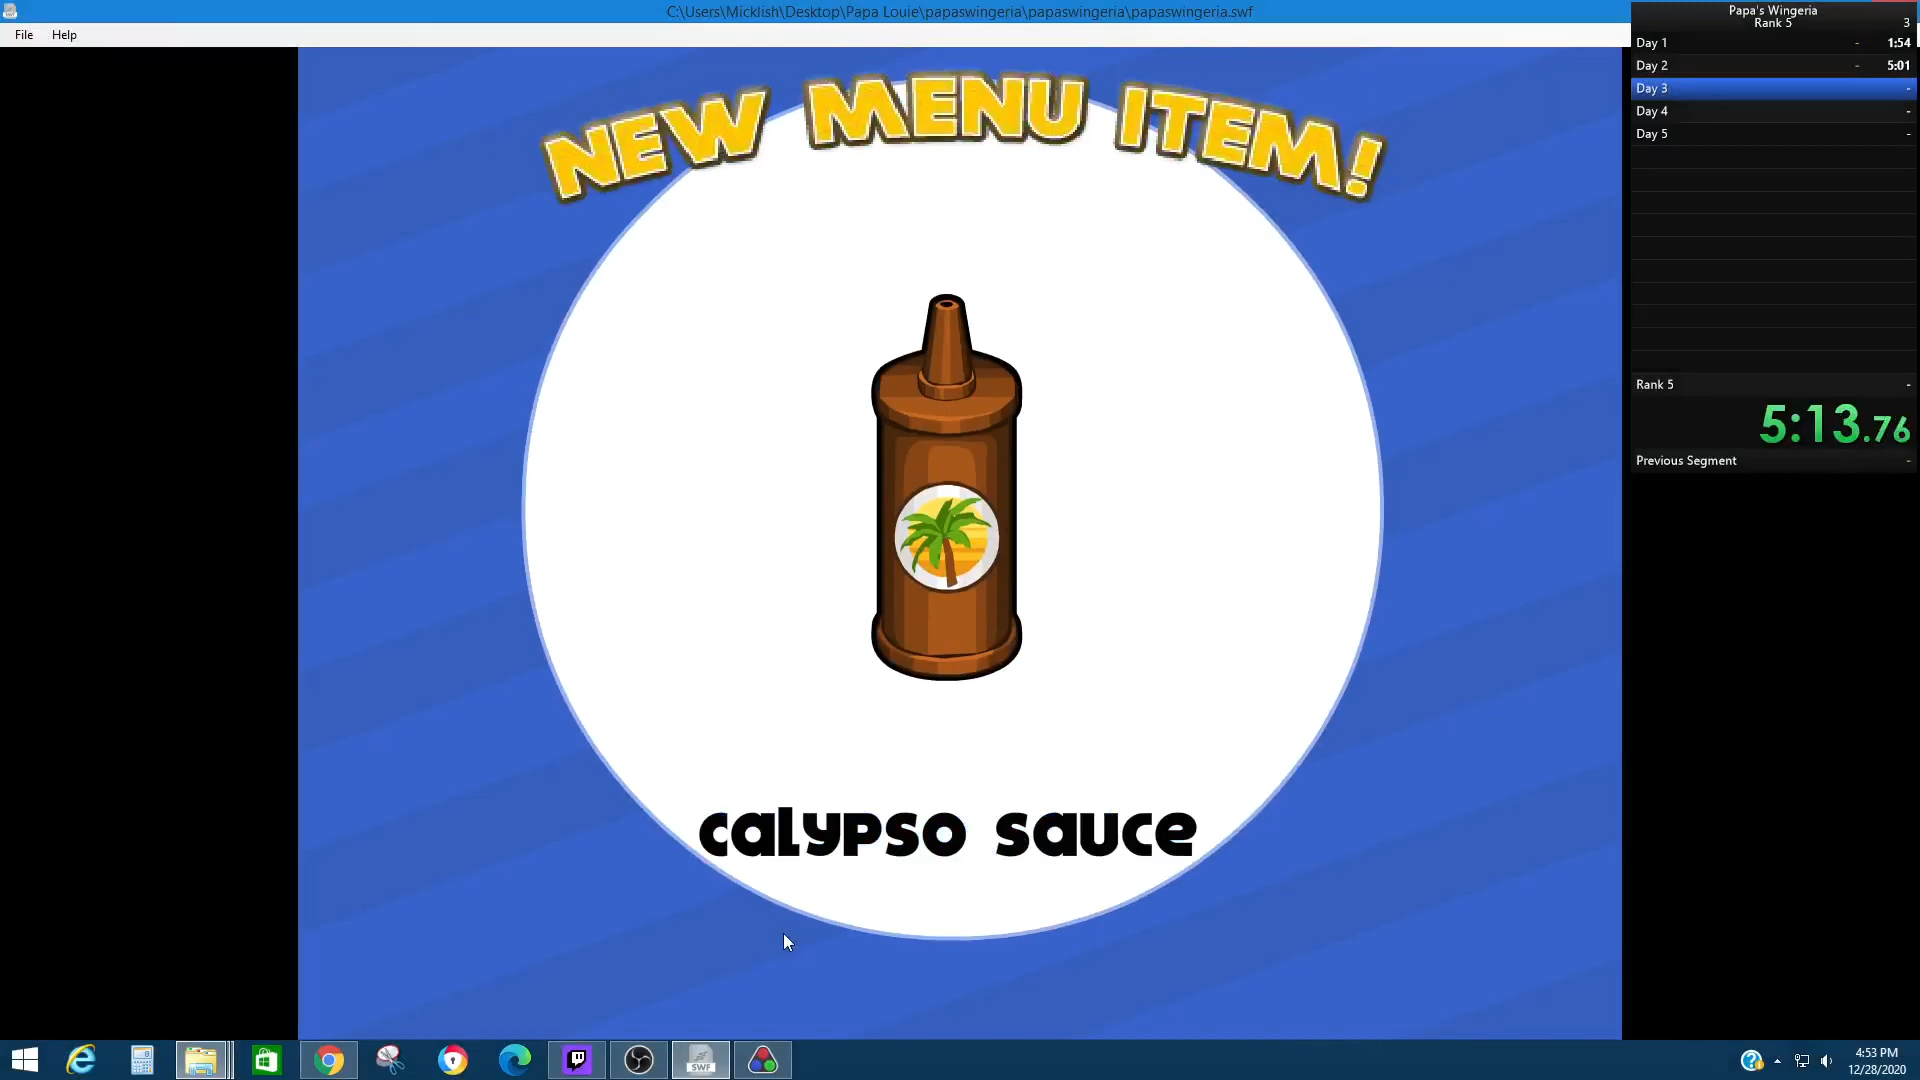 C:\Users\Micklish\Desktop\Papa Louie\papaswingeria\papaswingeria\papaswingeria.swf
File Help
Papa's Wingeria
Rank 5 3
Day 1 - 1:54
Day 2 - 5:01
Day 3 -
Day 4 -
Day 5 -
Rank 5 -
5:13.76
Previous Segment -
NEW MENU ITEM!
calypso sauce
SWF
4:53 PM
12/28/2020